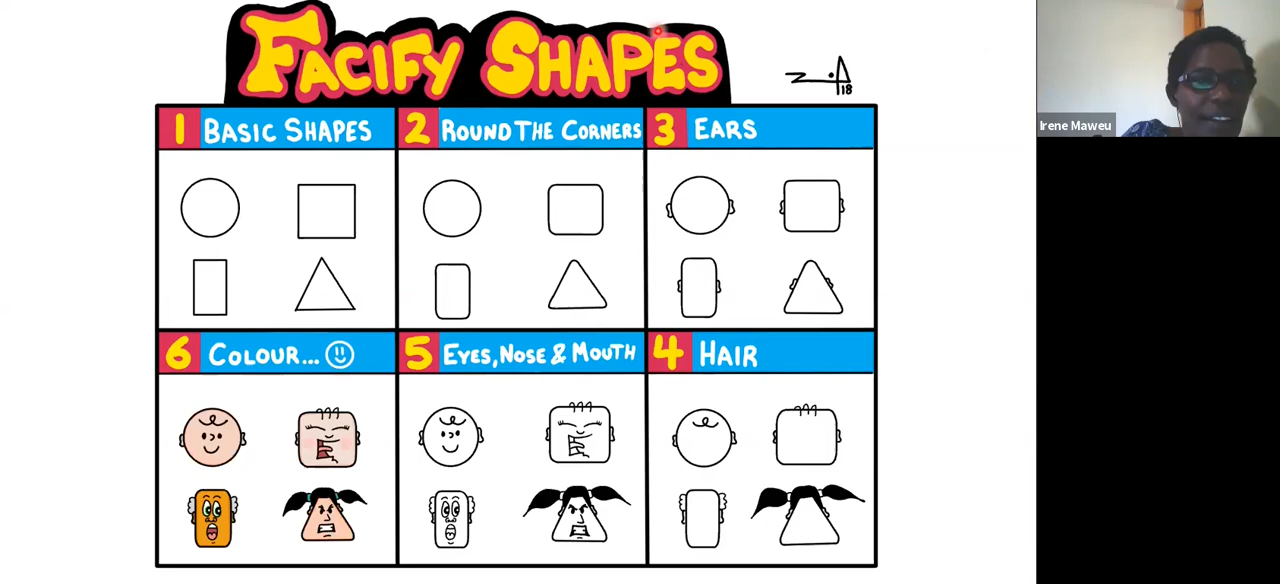 FACIFY SHAPES
18
1 BASIC SHAPES
2 ROUND THE CORNERS
3 EARS
6 COLOUR...
5 EYES, NOSE & MOUTH
4 HAIR
Irene Maweu